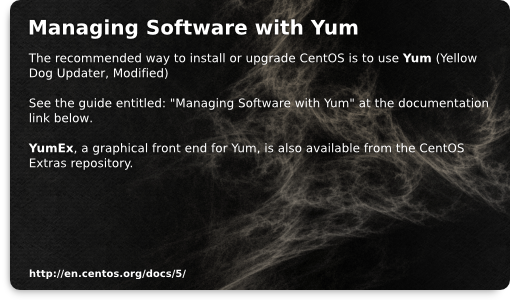 Managing Software with Yum
The recommended way to install or upgrade CentOS is to use Yum (Yellow
Dog Updater, Modified)
See the guide entitled: "Managing Software with Yum" at the documentation
link below.
YumEx, a graphical front end for Yum, is also available from the CentOS
Extras repository.
http://en.centos.org/docs/5/